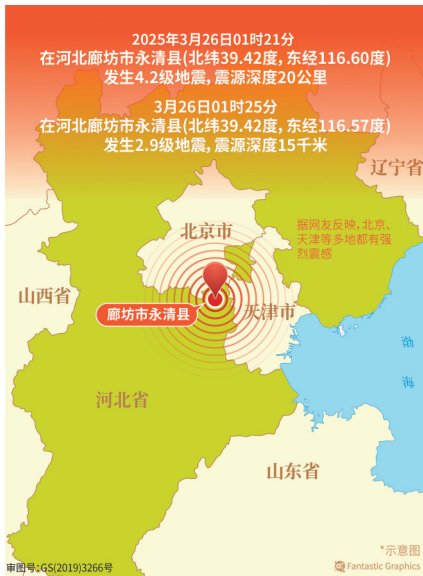 2025年3月26日01时21分
在河北廊坊市永清县(北纬39.42度, 东经116.60度)
发生4.2级地震, 震源深度20公里
3月26日01时25分
在河北廊坊市永清县(北纬39.42度, 东经116.57度)
发生2.9级地震, 震源深度15千米
辽宁省
北京市
据网友反映, 北京、
天津等多地都有强
烈震感
山西省
天津市
廊坊市永清县
渤
海
河北省
山东省
*示意图
审图号:GS(2019)3266号
Fantastic Graphics